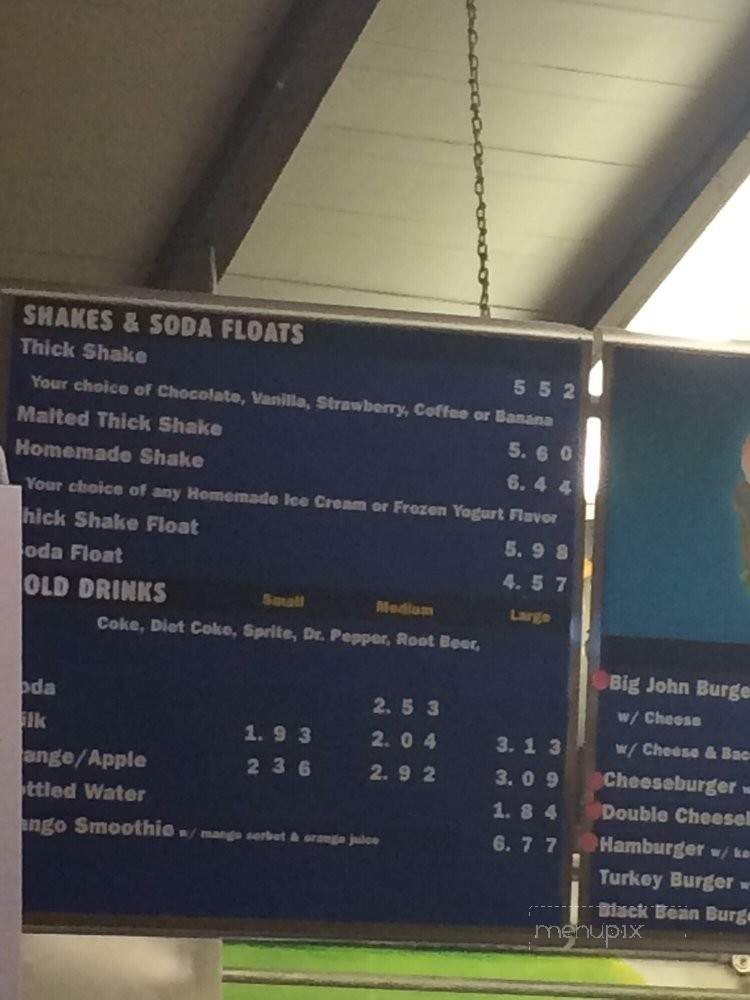 SHAKES & SODA FLOATS
Thick Shake 5 5 2
Your choice of Chocolate, Vanilla, Strawberry, Coffee or Banana
Malted Thick Shake 5. 6 0
Homemade Shake 6. 4 4
Your choice of any Homemade Ice Cream or Frozen Yogurt Flavor
hick Shake Float 5. 9 8
oda Float 4. 5 7
OLD DRINKS Small Medium Large
Coke, Diet Coke, Sprite, Dr. Pepper, Root Beer,
oda 2. 5 3
ilk 1. 9 3 2. 0 4 3. 1 3
ange/Apple 2 3 6 2. 9 2 3. 0 9
ttled Water 1. 8 4
ango Smoothie w/ mango sorbet & orange juice 6. 7 7
Big John Burge
w/ Cheese
w/ Cheese & Bac
Cheeseburger w
Double Cheesel
Hamburger w/ ke
Turkey Burger w
Black Bean Burge
menupix